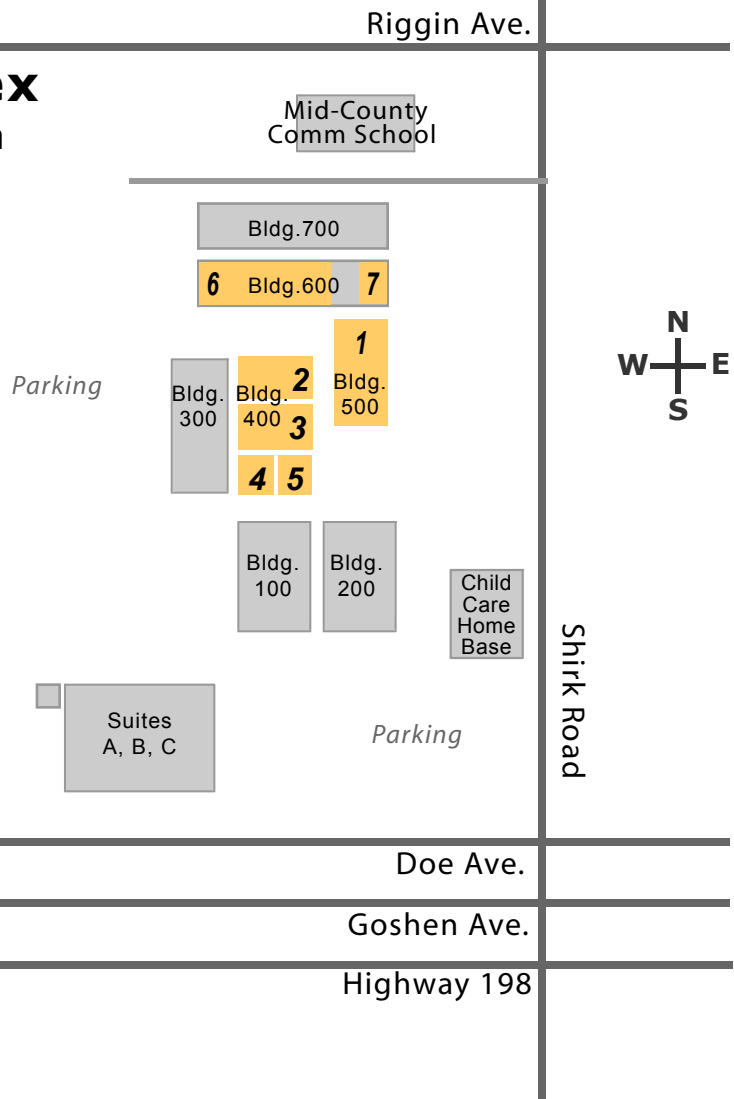 Riggin Ave.
ex
Mid-County
Comm School
Bldg.700
6 Bldg.600 7
1
N
W E
S
Parking
Bldg.
300
Bldg. 2
400 3
Bldg.
500
4 5
Bldg.
100
Bldg.
200
Child
Care
Home
Base
Shirk Road
Suites
A, B, C
Parking
Doe Ave.
Goshen Ave.
Highway 198